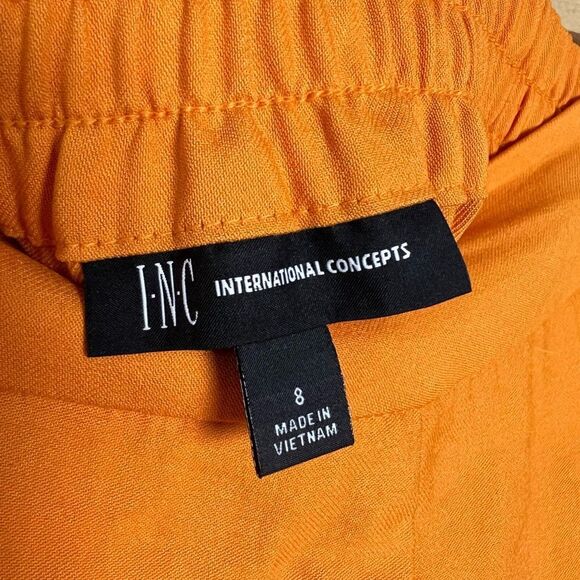 I·N·C INTERNATIONAL CONCEPTS
8
MADE IN
VIETNAM